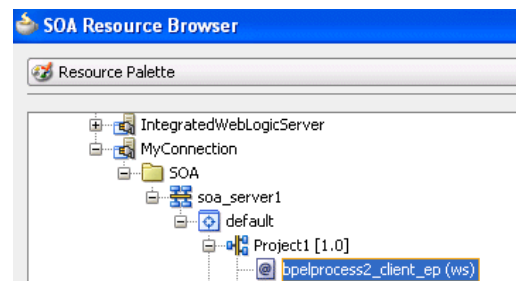 SOA Resource Browser
Resource Palette
IntegratedWebLogicServer
MyConnection
SOA
soa_server1
default
Project1 [1.0]
bpelprocess2_client_ep (ws)